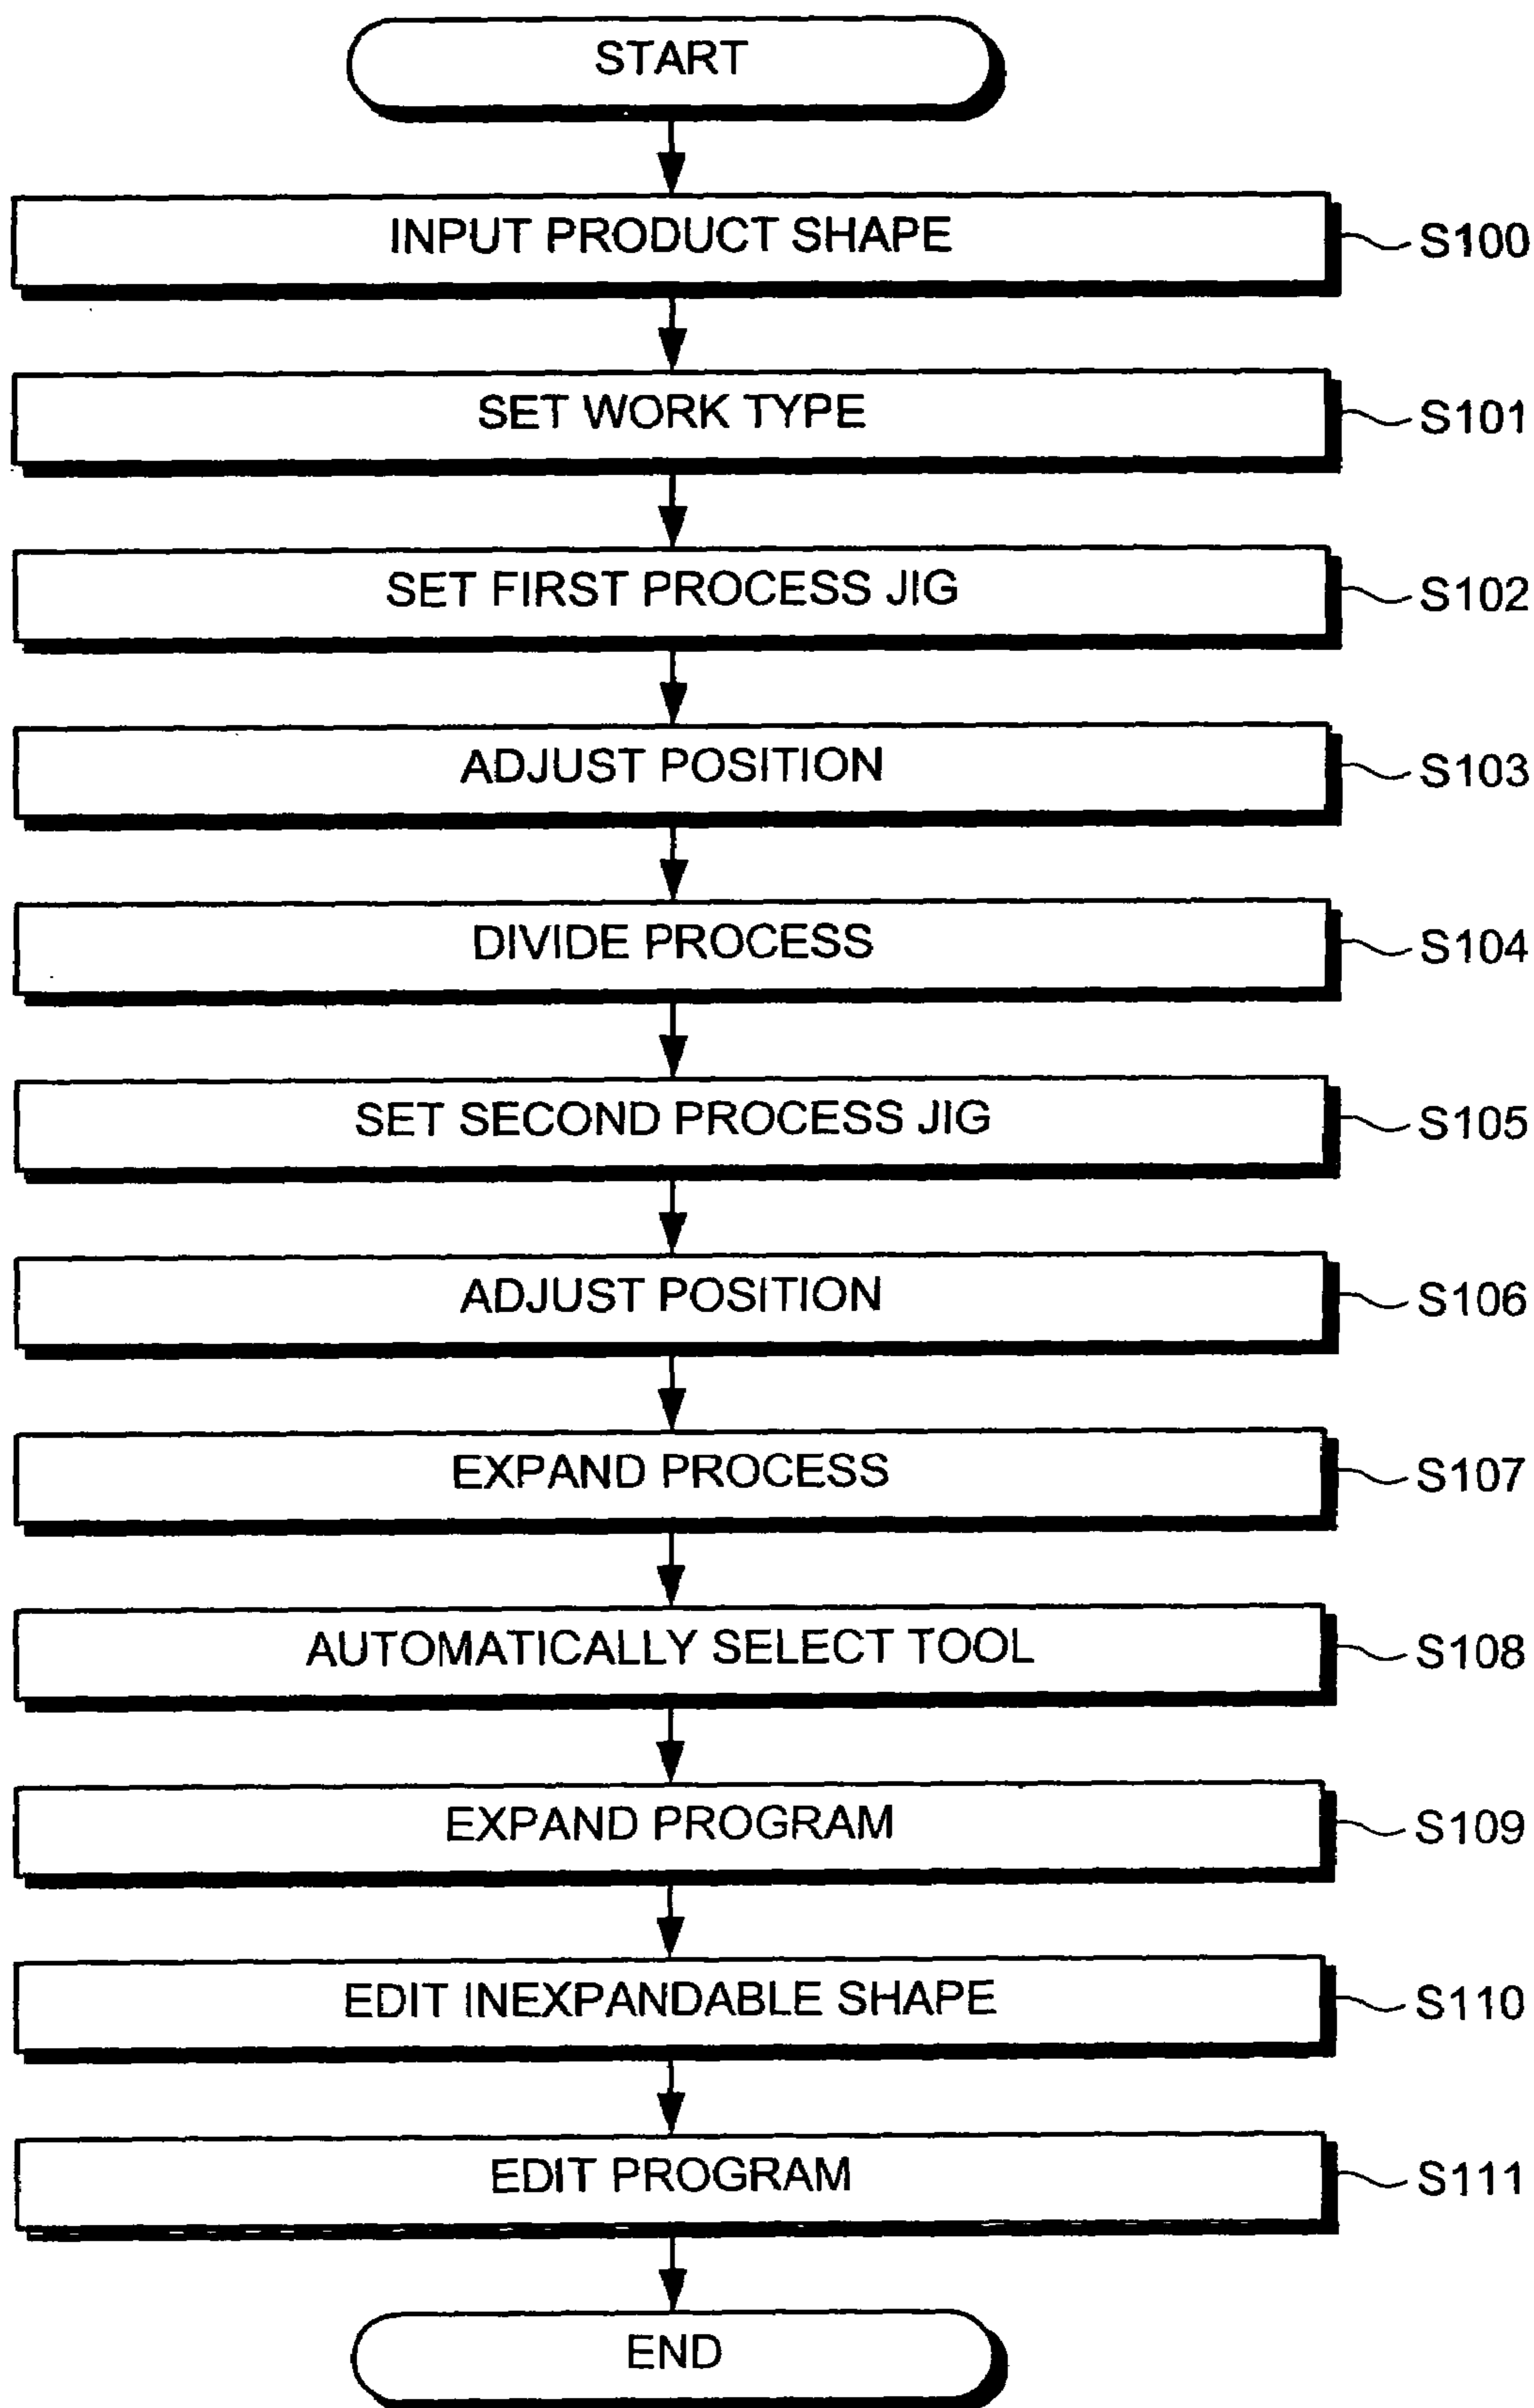 START
INPUT PRODUCT SHAPE S100
SET WORK TYPE S101
SET FIRST PROCESS JIG S102
ADJUST POSITION S103
DIVIDE PROCESS S104
SET SECOND PROCESS JIG S105
ADJUST POSITION S106
EXPAND PROCESS S107
AUTOMATICALLY SELECT TOOL S108
EXPAND PROGRAM S109
EDIT INEXPANDABLE SHAPE S110
EDIT PROGRAM S111
END